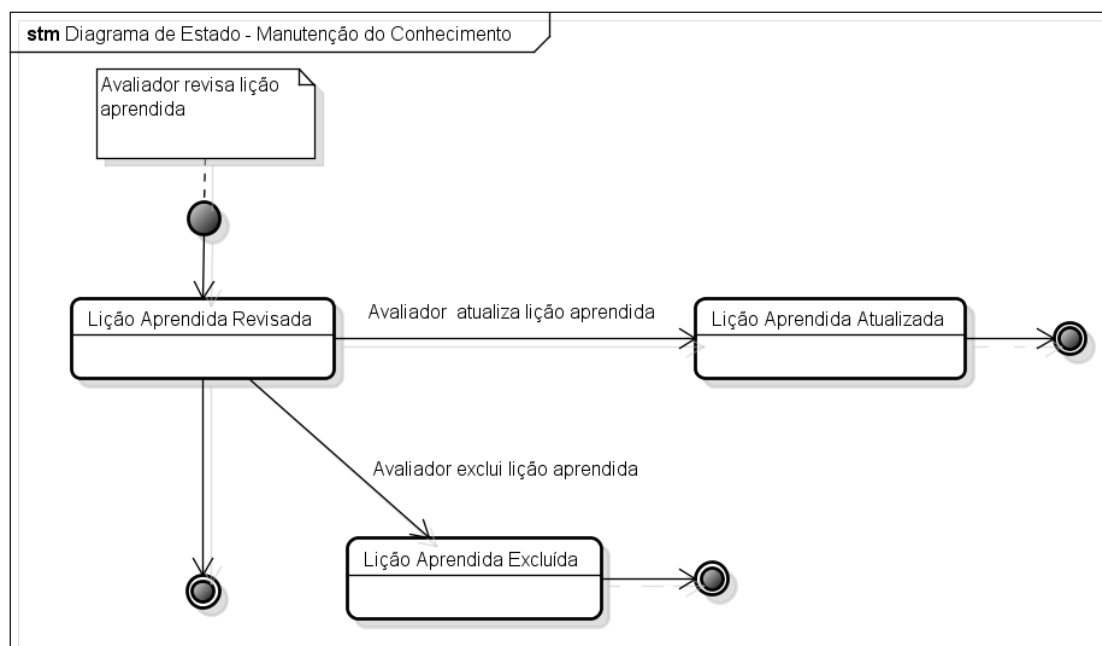 stm Diagrama de Estado - Manutenção do Conhecimento
Avaliador revisa lição
aprendida
Lição Aprendida Revisada
Avaliador atualiza lição aprendida
Lição Aprendida Atualizada
Avaliador exclui lição aprendida
Lição Aprendida Excluída